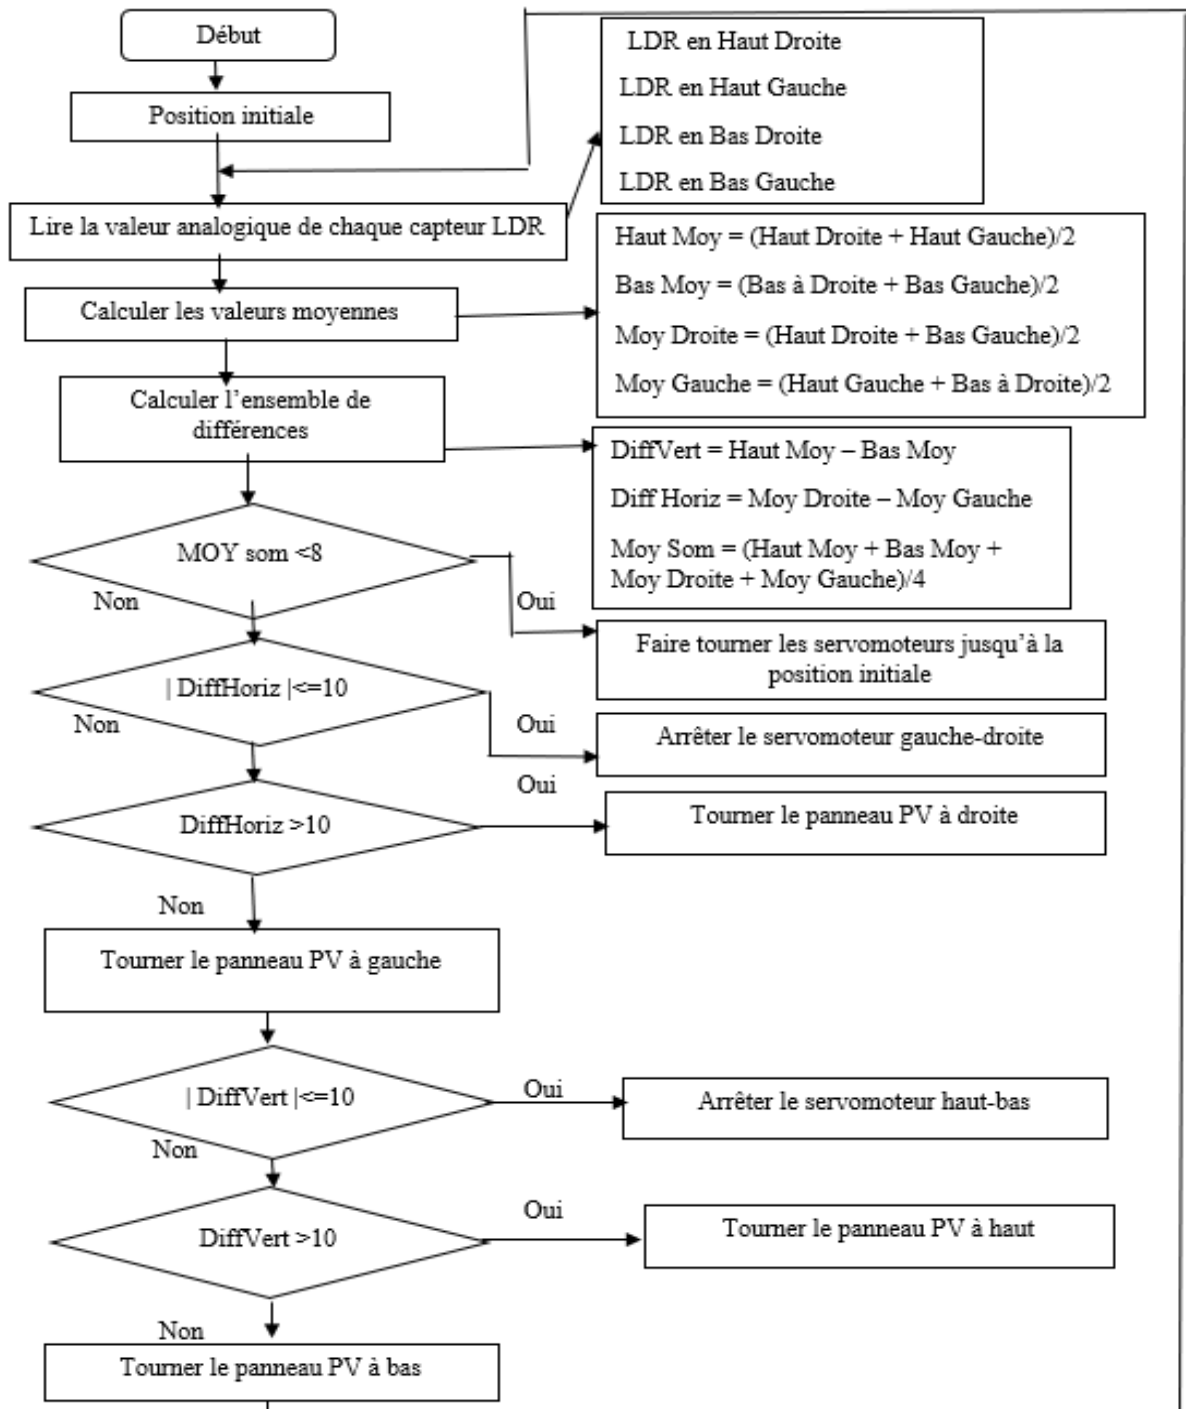 Début
Position initiale
LDR en Haut Droite
LDR en Haut Gauche
LDR en Bas Droite
LDR en Bas Gauche
Lire la valeur analogique de chaque capteur LDR
Calculer les valeurs moyennes
Haut Moy = (Haut Droite + Haut Gauche)/2
Bas Moy = (Bas à Droite + Bas Gauche)/2
Moy Droite = (Haut Droite + Bas Gauche)/2
Moy Gauche = (Haut Gauche + Bas à Droite)/2
Calculer l’ensemble de
différences
DiffVert = Haut Moy – Bas Moy
Diff Horiz = Moy Droite – Moy Gauche
Moy Som = (Haut Moy + Bas Moy +
Moy Droite + Moy Gauche)/4
MOY som <8
Non
Oui
Faire tourner les servomoteurs jusqu’à la
position initiale
| DiffHoriz |<=10
Non
Oui
Arrêter le servomoteur gauche-droite
DiffHoriz >10
Oui
Tourner le panneau PV à droite
Non
Tourner le panneau PV à gauche
| DiffVert |<=10
Oui
Arrêter le servomoteur haut-bas
Non
DiffVert >10
Oui
Tourner le panneau PV à haut
Non
Tourner le panneau PV à bas